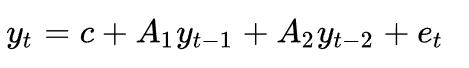 y_t = c + A_1 y_{t-1} + A_2 y_{t-2} + e_t